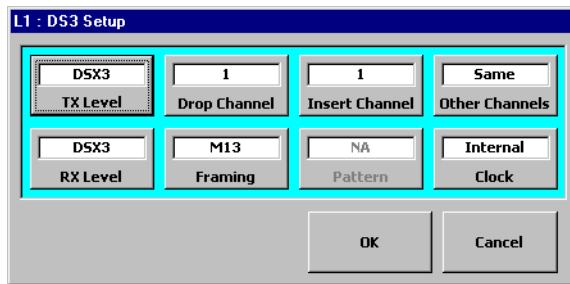 L1 : DS3 Setup
DSX3 1 1 Same
TX Level Drop Channel Insert Channel Other Channels
DSX3 M13 NA Internal
RX Level Framing Pattern Clock
OK Cancel